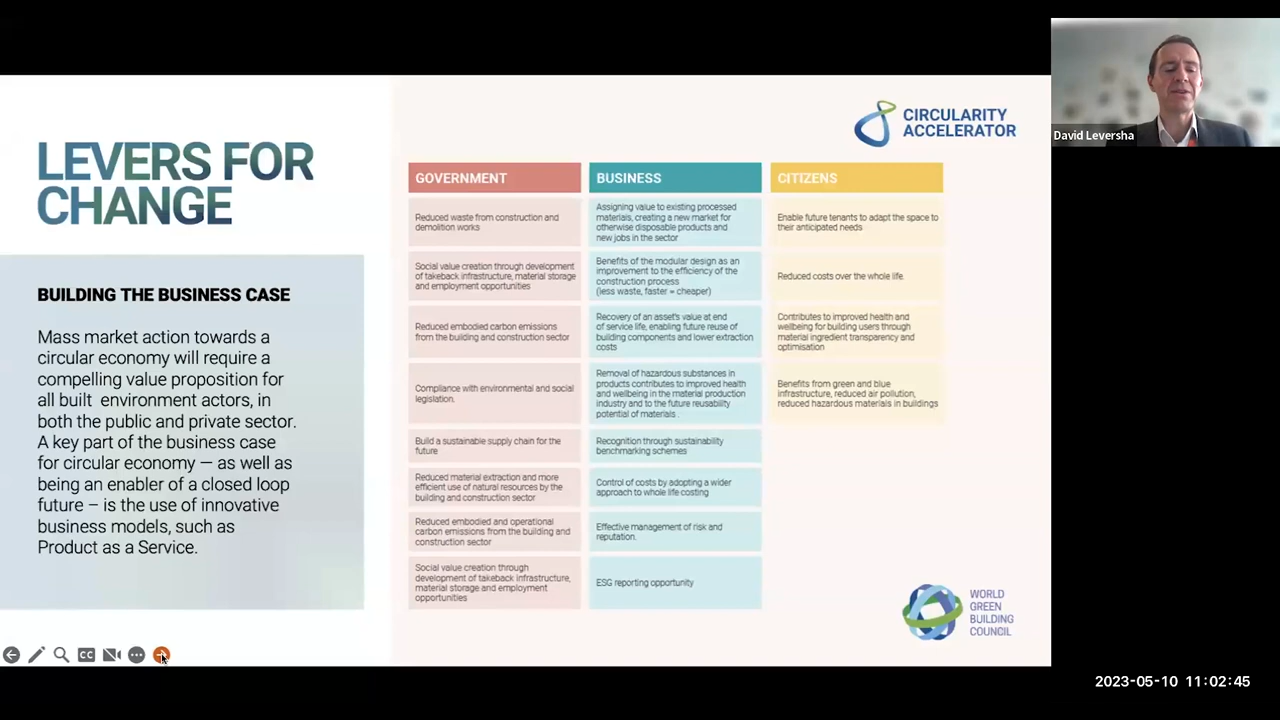 LEVERS FOR
CHANGE
BUILDING THE BUSINESS CASE
Mass market action towards a
circular economy will require a
compelling value proposition for
all built environment actors, in
both the public and private sector.
A key part of the business case
for circular economy — as well as
being an enabler of a closed loop
future – is the use of innovative
business models, such as
Product as a Service.
CIRCULARITY
ACCELERATOR
GOVERNMENT
Reduced waste from construction and
demolition works
Social value creation through development
of takeback infrastructure, material storage
and employment opportunities
Reduced embodied carbon emissions
from the building and construction sector
Compliance with environmental and social
legislation.
Build a sustainable supply chain for the
future
Reduced material extraction and more
efficient use of natural resources by the
building and construction sector
Reduced embodied and operational
carbon emissions from the building and
construction sector
Social value creation through
development of takeback infrastructure,
material storage and employment
opportunities
BUSINESS
Assigning value to existing processed
materials, creating a new market for
otherwise disposable products and
new jobs in the sector
Benefits of the modular design as an
improvement to the efficiency of the
construction process
(less waste, faster = cheaper)
Recovery of an asset's value at end
of service life, enabling future reuse of
building components and lower extraction
costs
Removal of hazardous substances in
products contributes to improved health
and wellbeing in the material production
industry and to the future reusability
potential of materials .
Recognition through sustainability
benchmarking schemes
Control of costs by adopting a wider
approach to whole life costing
Effective management of risk and
reputation.
ESG reporting opportunity
CITIZENS
Enable future tenants to adapt the space to
their anticipated needs
Reduced costs over the whole life.
Contributes to improved health and
wellbeing for building users through
material ingredient transparency and
optimisation
Benefits from green and blue
infrastructure, reduced air pollution,
reduced hazardous materials in buildings
WORLD
GREEN
BUILDING
COUNCIL
CC
David Leversha
2023-05-10 11:02:45